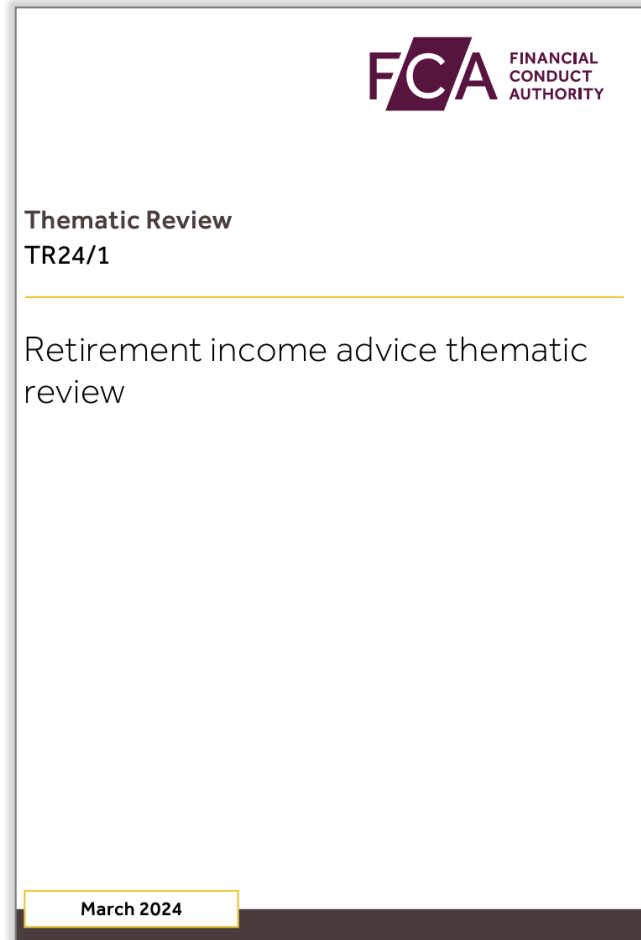 FCA
FINANCIAL
CONDUCT
AUTHORITY
Thematic Review
TR24/1
Retirement income advice thematic
review
March 2024